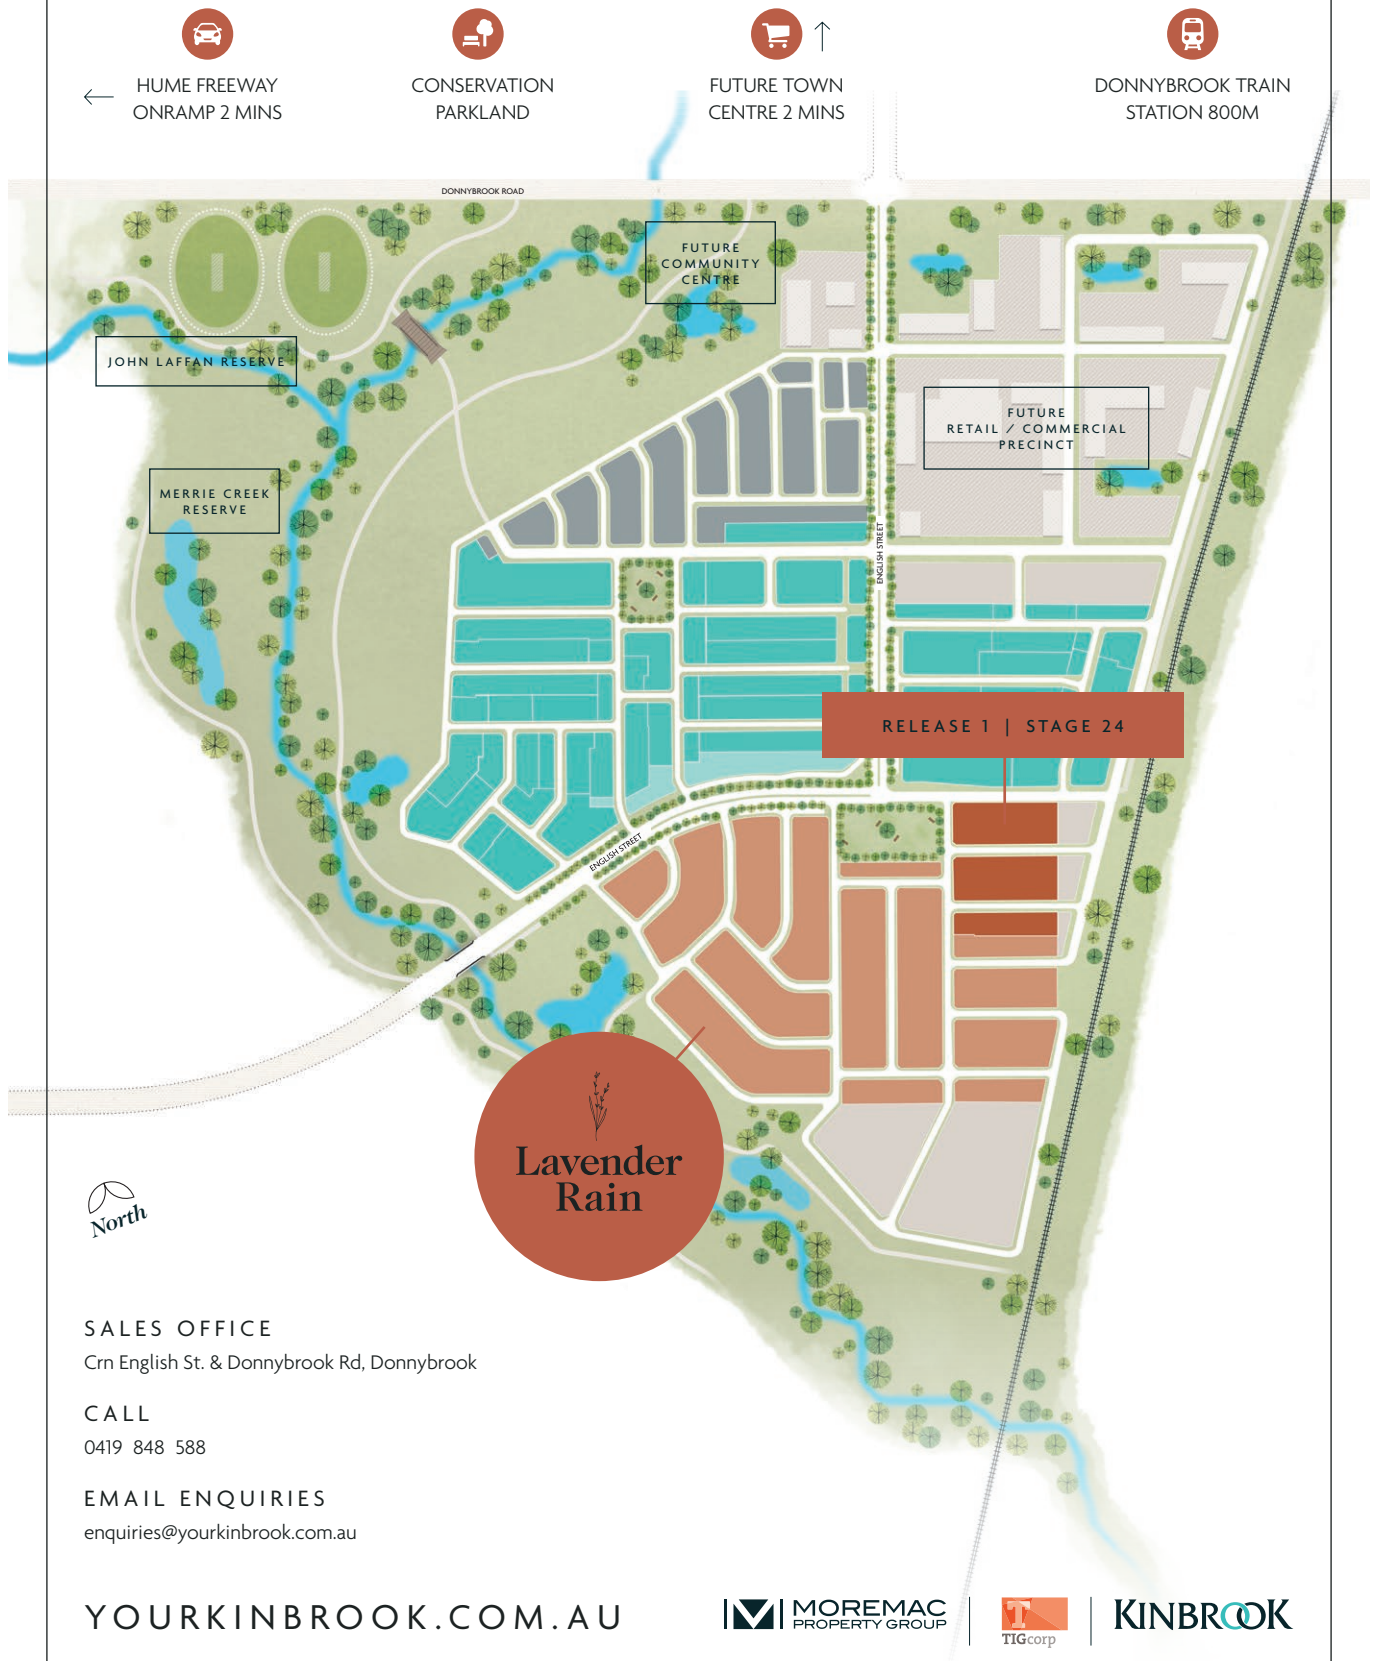 HUME FREEWAY
ONRAMP 2 MINS
CONSERVATION
PARKLAND
FUTURE TOWN
CENTRE 2 MINS
DONNYBROOK TRAIN
STATION 800M
DONNYBROOK ROAD
FUTURE
COMMUNITY
CENTRE
JOHN LAFFAN RESERVE
FUTURE
RETAIL / COMMERCIAL
PRECINCT
MERRIE CREEK
RESERVE
ENGLISH STREET
RELEASE 1 | STAGE 24
ENGLISH STREET
Lavender
Rain
North
SALES OFFICE
Crn English St. & Donnybrook Rd, Donnybrook
CALL
0419 848 588
EMAIL ENQUIRIES
enquiries@yourkinbrook.com.au
YOURKINBROOK.COM.AU
MOREMAC
PROPERTY GROUP
T
TIGcorp
KINBROOK